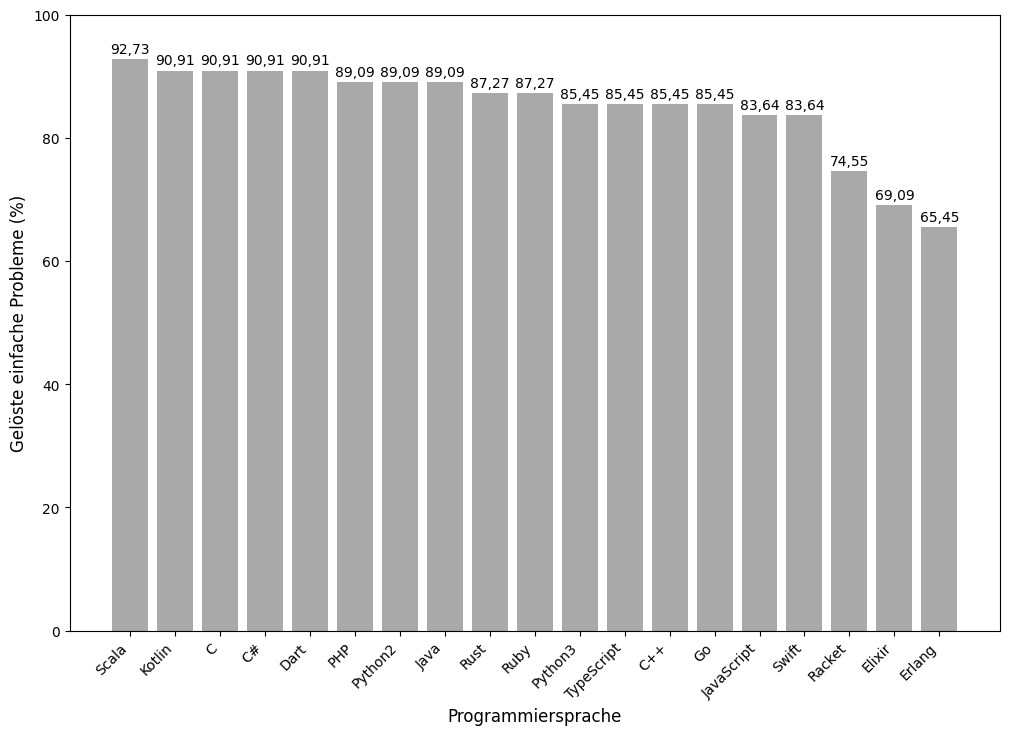 100
80
60
40
20
0
Gelöste einfache Probleme (%)
92,73
90,91 90,91 90,91 90,91
89,09 89,09 89,09
87,27 87,27
85,45 85,45 85,45 85,45
83,64 83,64
74,55
69,09
65,45
Scala
Kotlin
C
C#
Dart
PHP
Python2
Java
Rust
Ruby
Python3
TypeScript
C++
Go
JavaScript
Swift
Racket
Elixir
Erlang
Programmiersprache